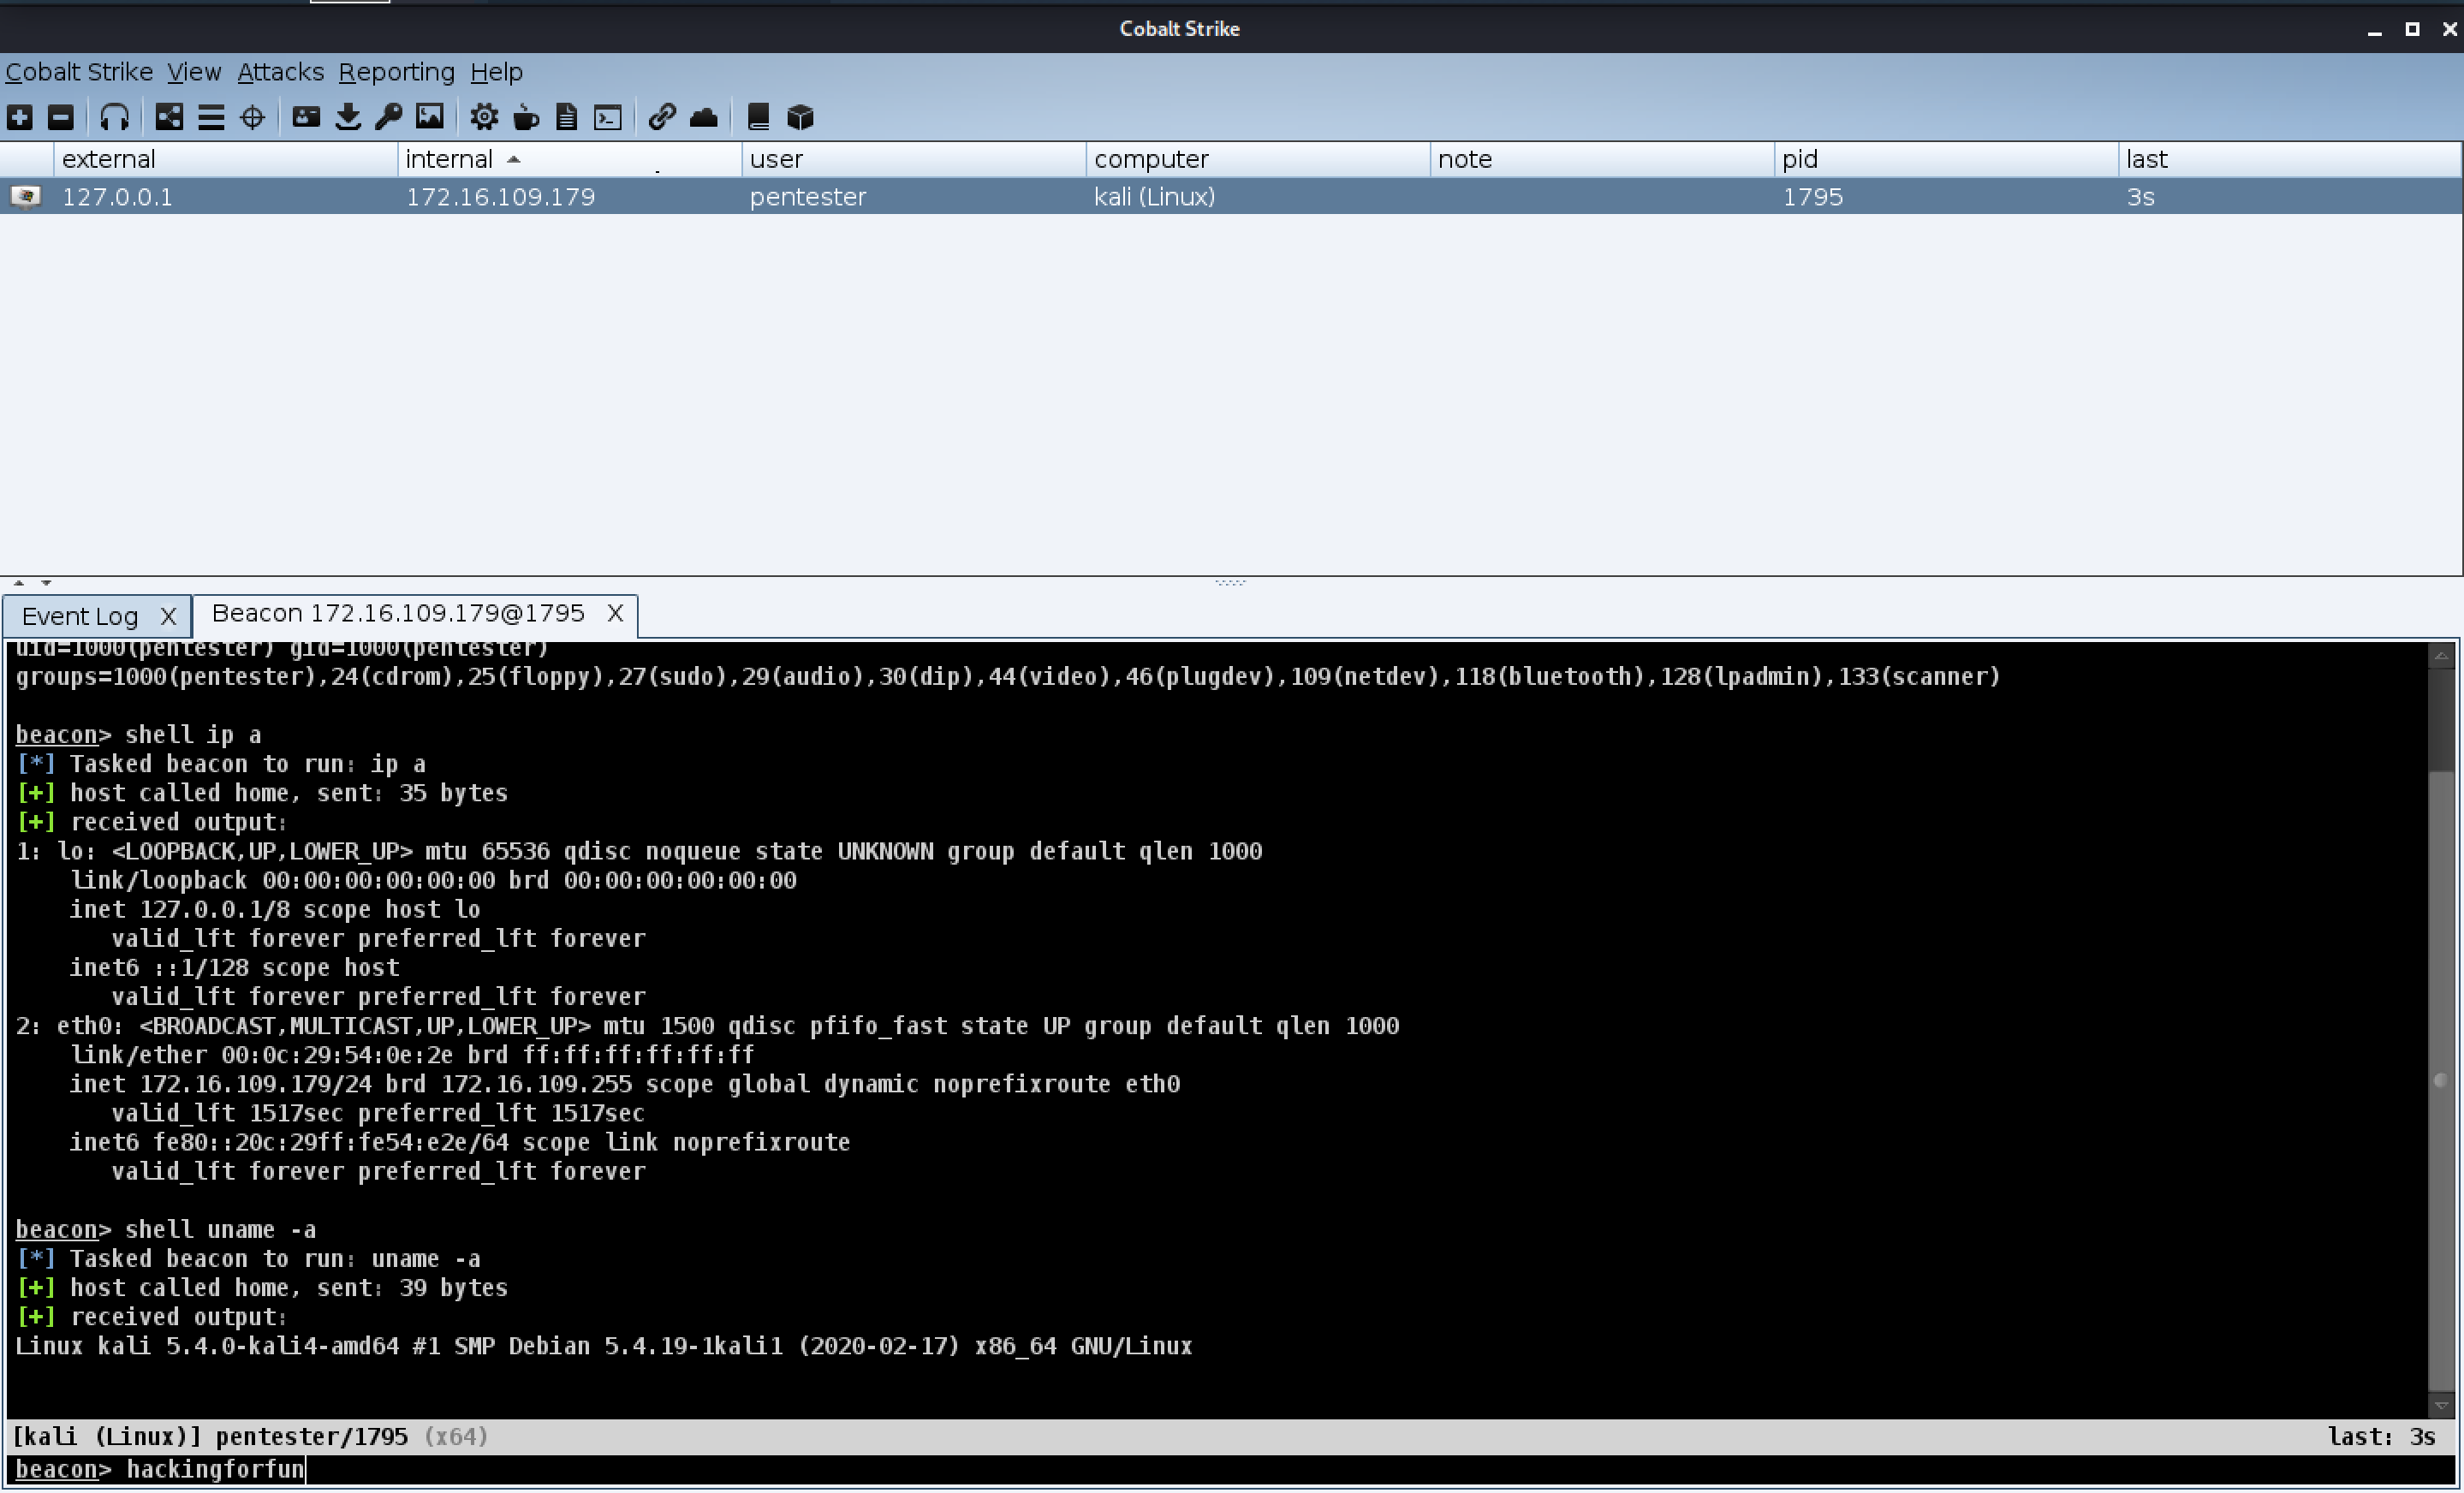 Cobalt Strike
Cobalt Strike View Attacks Reporting Help
external internal user computer note pid last
127.0.0.1 172.16.109.179 pentester kali (Linux) 1795 3s
Event Log X Beacon 172.16.109.179@1795 X
uid=1000(pentester) gid=1000(pentester)
groups=1000(pentester),24(cdrom),25(floppy),27(sudo),29(audio),30(dip),44(video),46(plugdev),109(netdev),118(bluetooth),128(lpadmin),133(scanner)
beacon> shell ip a
[*] Tasked beacon to run: ip a
[+] host called home, sent: 35 bytes
[+] received output:
1: lo: <LOOPBACK,UP,LOWER_UP> mtu 65536 qdisc noqueue state UNKNOWN group default qlen 1000
link/loopback 00:00:00:00:00:00 brd 00:00:00:00:00:00
inet 127.0.0.1/8 scope host lo
valid_lft forever preferred_lft forever
inet6 ::1/128 scope host
valid_lft forever preferred_lft forever
2: eth0: <BROADCAST,MULTICAST,UP,LOWER_UP> mtu 1500 qdisc pfifo_fast state UP group default qlen 1000
link/ether 00:0c:29:54:0e:2e brd ff:ff:ff:ff:ff:ff
inet 172.16.109.179/24 brd 172.16.109.255 scope global dynamic noprefixroute eth0
valid_lft 1517sec preferred_lft 1517sec
inet6 fe80::20c:29ff:fe54:e2e/64 scope link noprefixroute
valid_lft forever preferred_lft forever
beacon> shell uname -a
[*] Tasked beacon to run: uname -a
[+] host called home, sent: 39 bytes
[+] received output:
Linux kali 5.4.0-kali4-amd64 #1 SMP Debian 5.4.19-1kali1 (2020-02-17) x86_64 GNU/Linux
[kali (Linux)] pentester/1795 (x64) last: 3s
beacon> hackingforfun